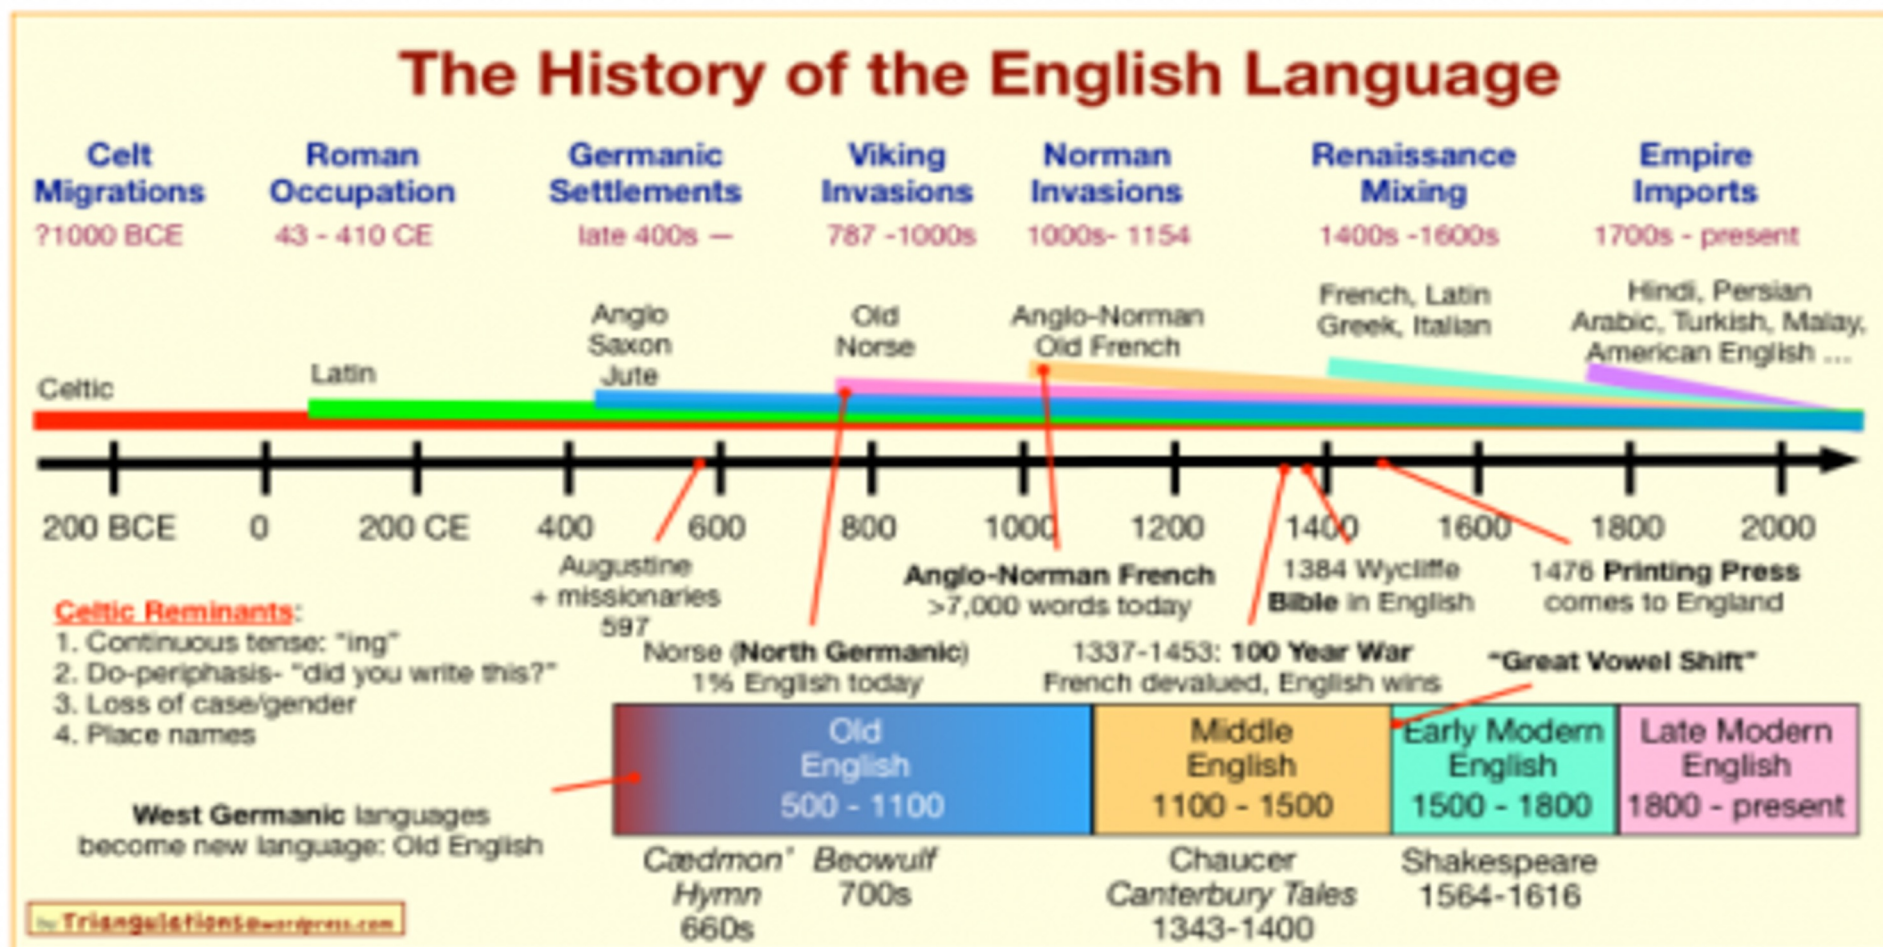 The History of the English Language
Celt
Migrations
?1000 BCE
Roman
Occupation
43 - 410 CE
Germanic
Settlements
late 400s —
Viking
Invasions
787 -1000s
Norman
Invasions
1000s- 1154
Renaissance
Mixing
1400s -1600s
Empire
Imports
1700s - present
Celtic
Latin
Anglo
Saxon
Jute
Old
Norse
Anglo-Norman
Old French
French, Latin
Greek, Italian
Hindi, Persian
Arabic, Turkish, Malay,
American English ...
200 BCE
0
200 CE
400
600
800
1000
1200
1400
1600
1800
2000
Augustine
+ missionaries
597
Norse (North Germanic)
1% English today
Anglo-Norman French
>7,000 words today
1384 Wycliffe
Bible in English
1476 Printing Press
comes to England
1337-1453: 100 Year War
French devalued, English wins
"Great Vowel Shift"
Celtic Reminants:
1. Continuous tense: "ing"
2. Do-periphasis- "did you write this?"
3. Loss of case/gender
4. Place names
West Germanic languages
become new language: Old English
Old
English
500 - 1100
Middle
English
1100 - 1500
Early Modern
English
1500 - 1800
Late Modern
English
1800 - present
Cædmon'
Hymn
660s
Beowulf
700s
Chaucer
Canterbury Tales
1343-1400
Shakespeare
1564-1616
by Triangulations@wordpress.com